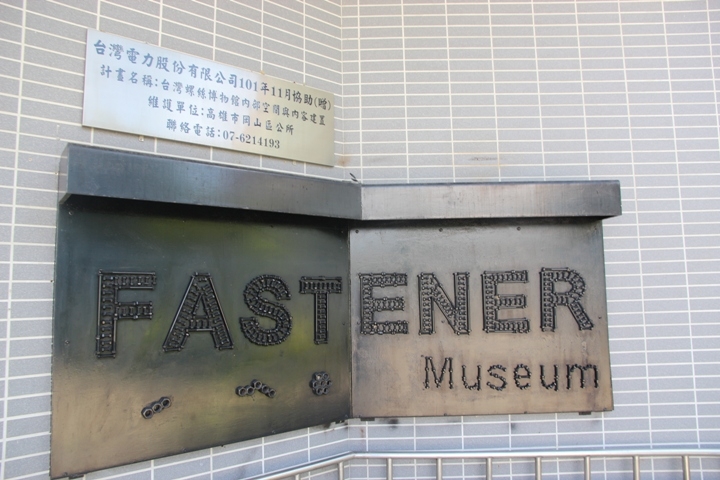 台灣電力股份有限公司101年11月協助(贈)
計畫名稱:台灣螺絲博物館內部空間與內容建置
維護單位:高雄市岡山區公所
聯絡電話:07-6214193
FASTENER
Museum